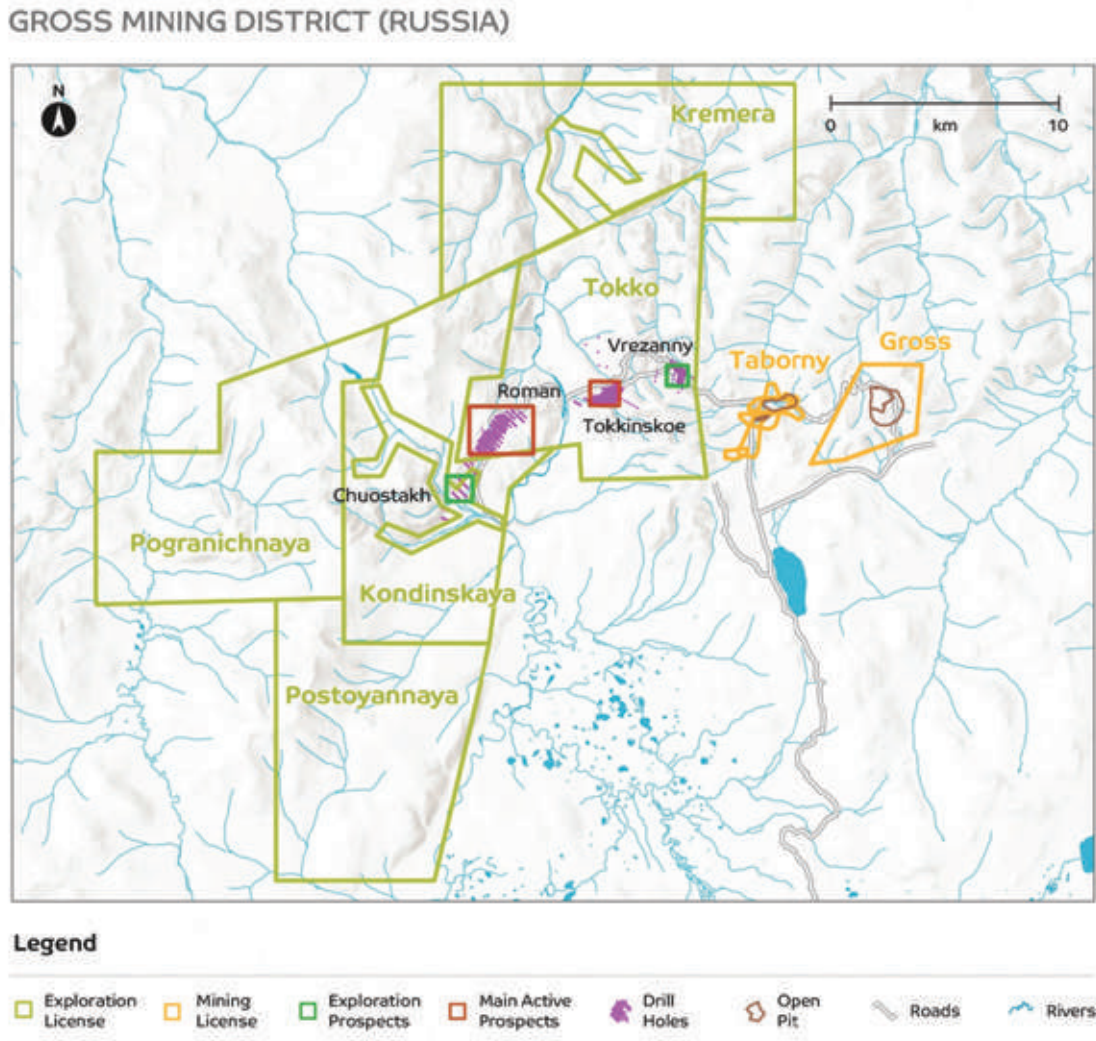 GROSS MINING DISTRICT (RUSSIA)
N
Kremera
0 km 10
Tokko
Vrezanny
Gross
Taborny
Roman
Tokkinskoe
Chuostakh
Pogranichnaya
Kondinskaya
Postoyannaya
Legend
Exploration
License
Mining
License
Exploration
Prospects
Main Active
Prospects
Drill
Holes
Open
Pit
Roads
Rivers